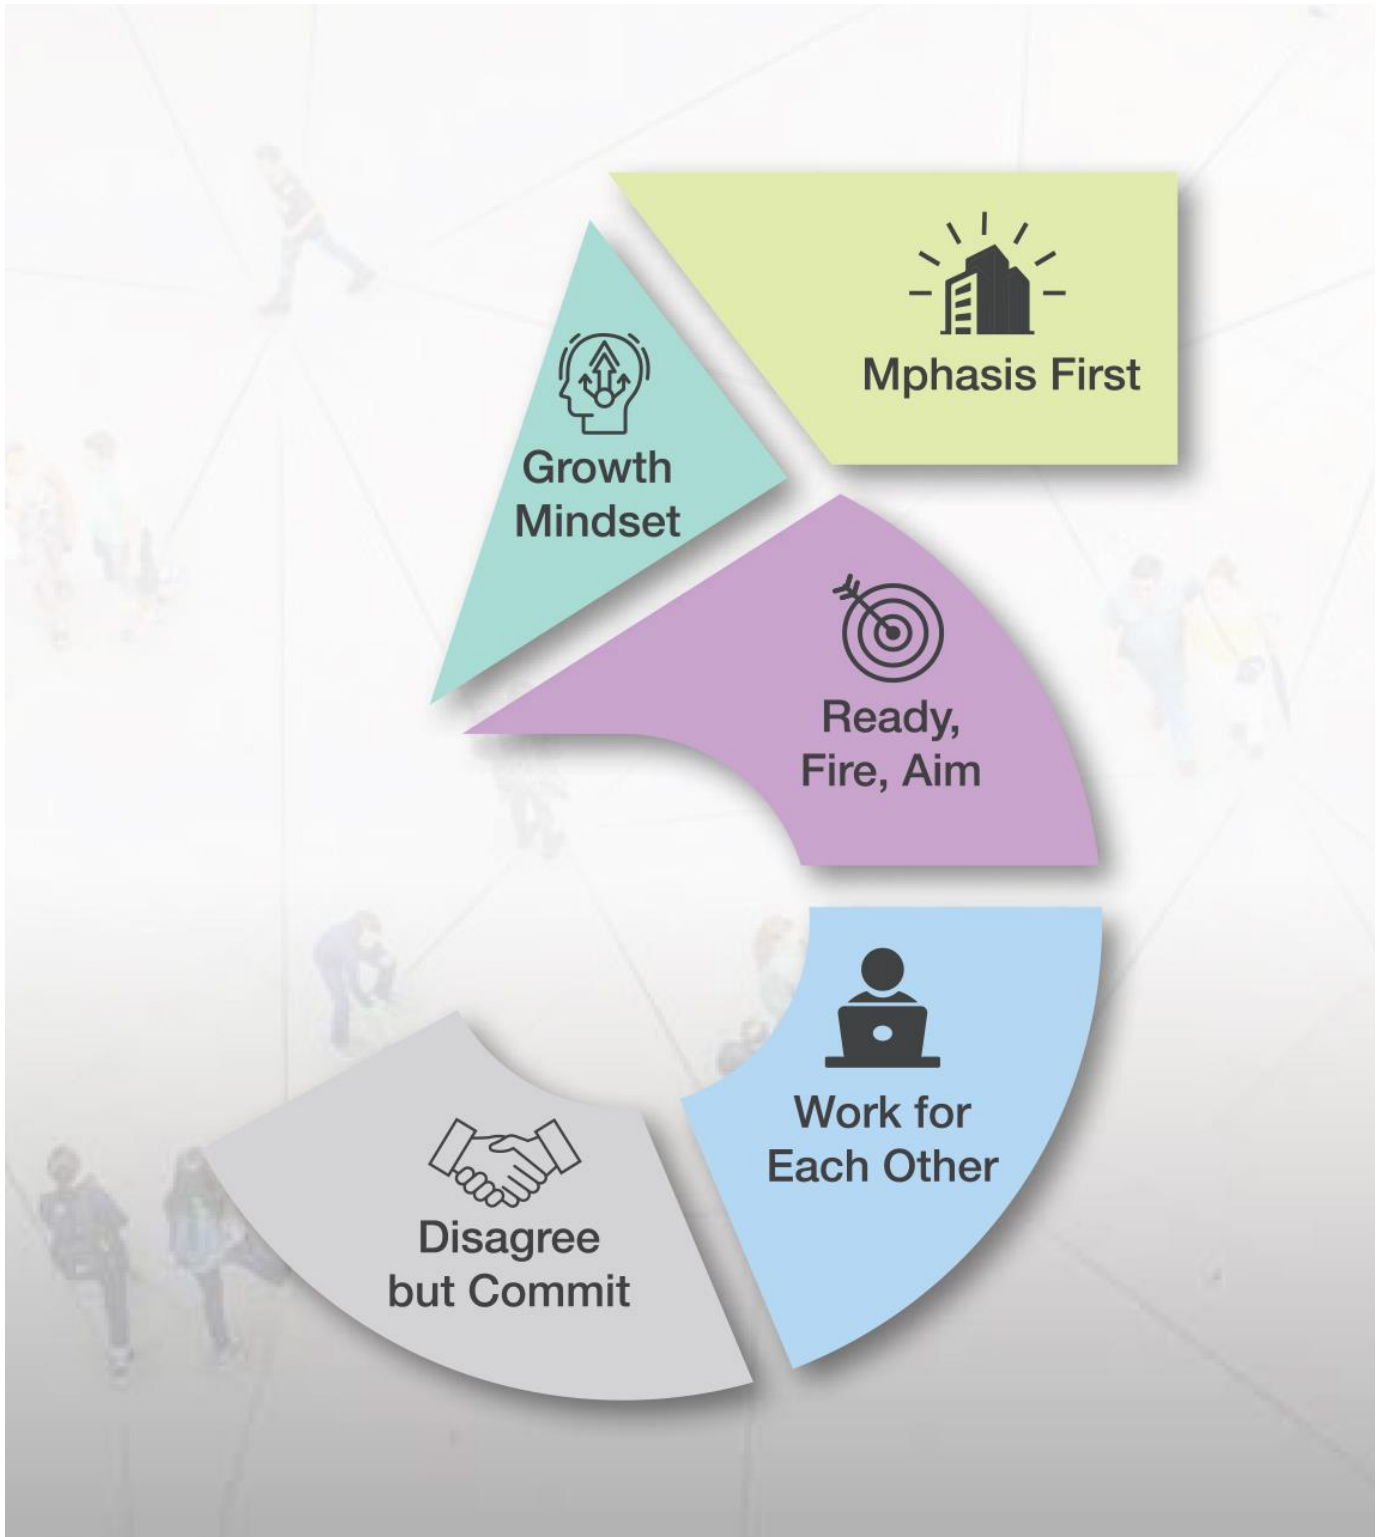 Mphasis First
Growth
Mindset
Ready,
Fire, Aim
Work for
Each Other
Disagree
but Commit